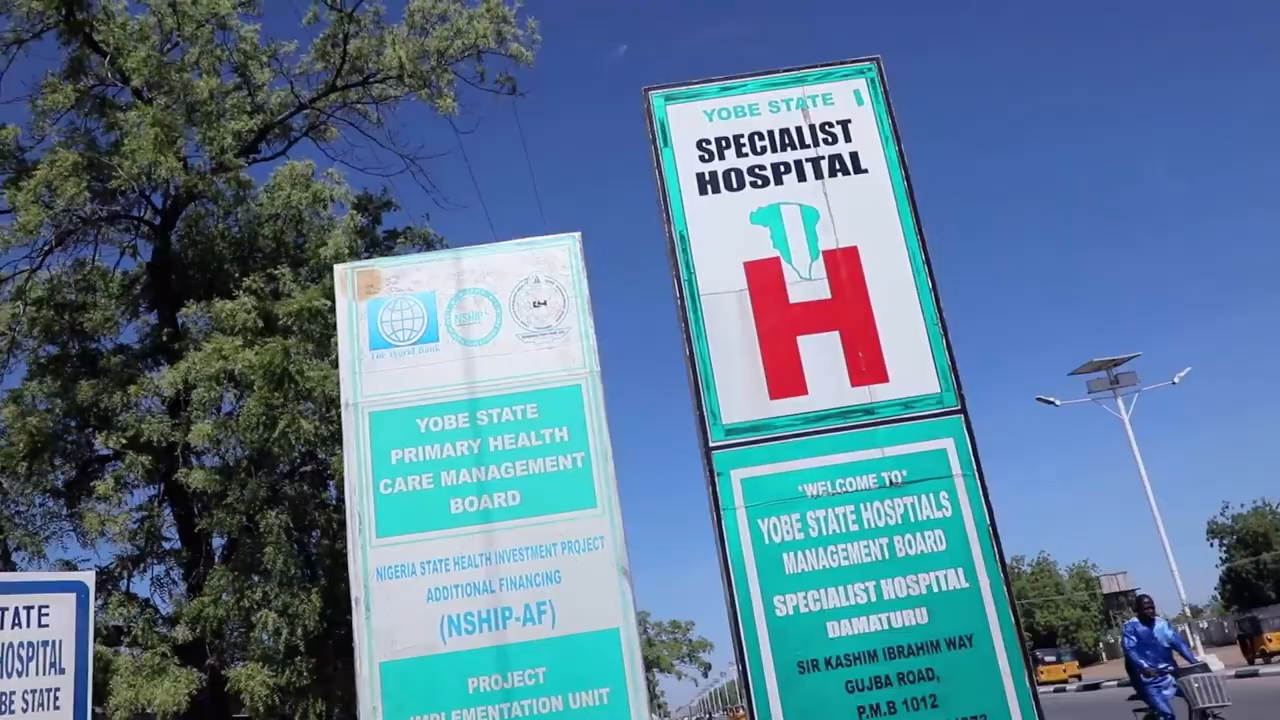 TATE
HOSPITAL
BE STATE
The World Bank
NSHIP
YOBE STATE
PRIMARY HEALTH
CARE MANAGEMENT
BOARD
NIGERIA STATE HEALTH INVESTMENT PROJECT
ADDITIONAL FINANCING
(NSHIP-AF)
PROJECT
IMPLEMENTATION UNIT
YOBE STATE
SPECIALIST
HOSPITAL
H
*WELCOME TO*
YOBE STATE HOSPTIALS
MANAGEMENT BOARD
SPECIALIST HOSPITAL
DAMATURU
SIR KASHIM IBRAHIM WAY
GUJBA ROAD,
P.M.B 1012